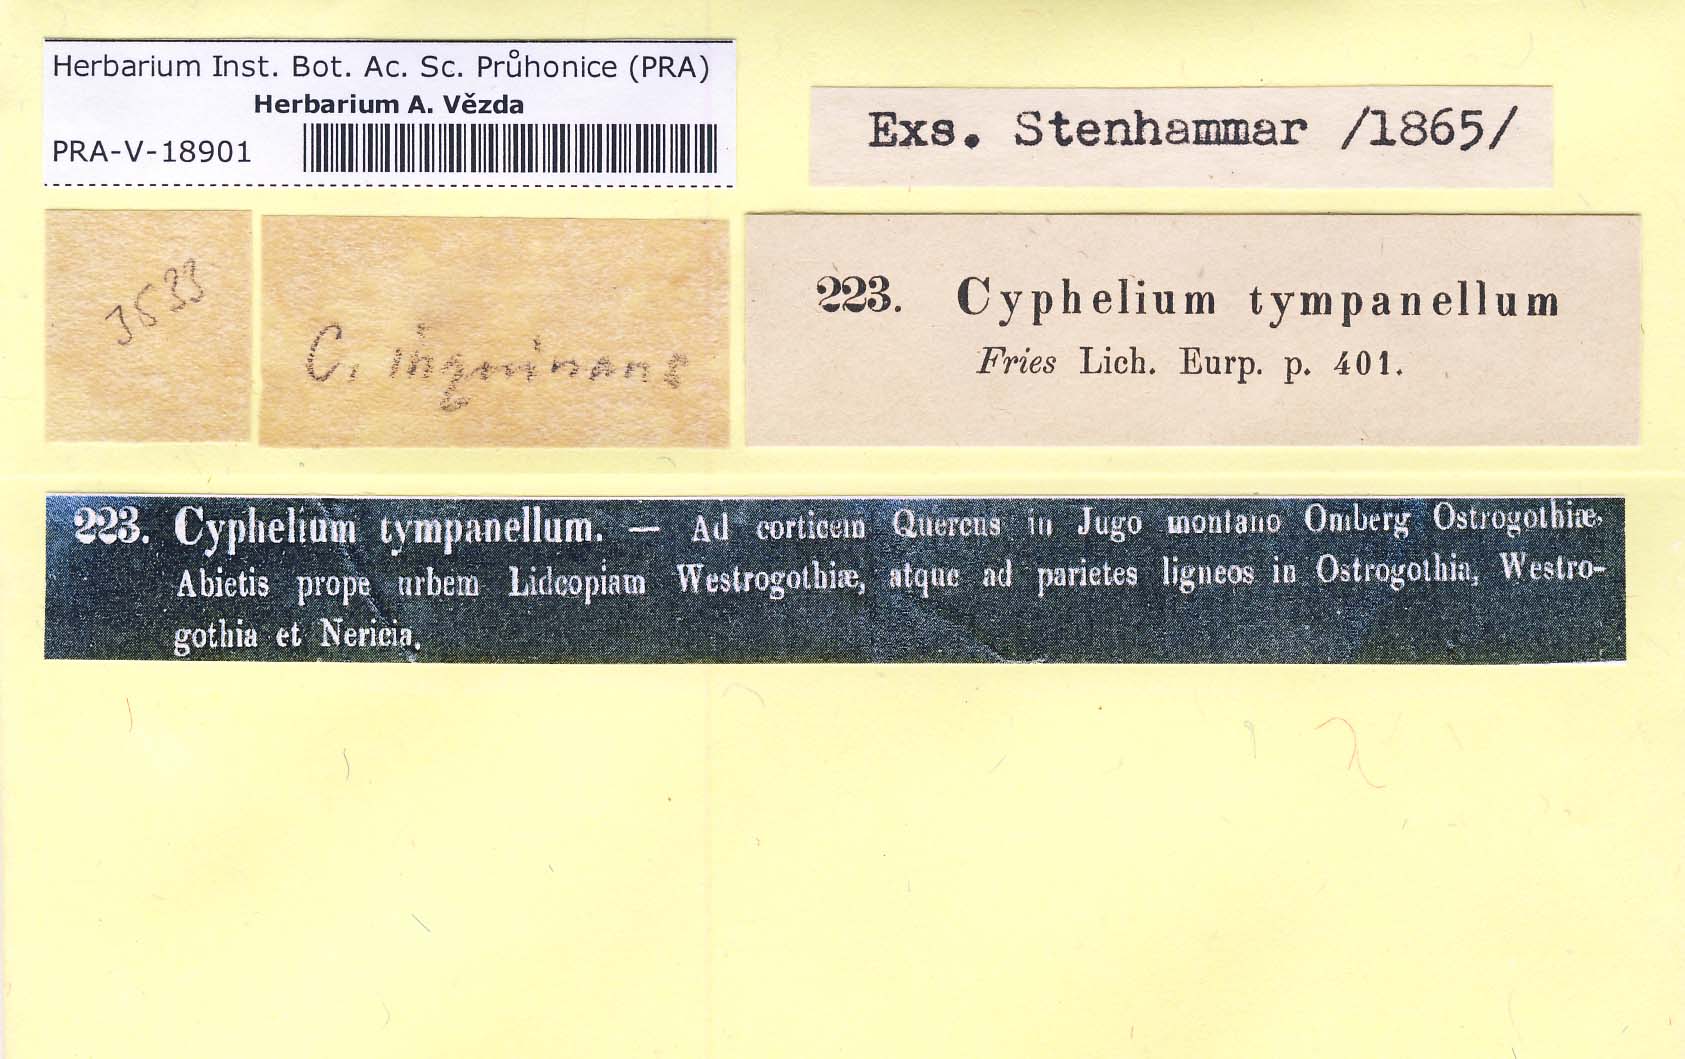 Herbarium Inst. Bot. Ac. Sc. Průhonice (PRA)
Herbarium A. Vězda
PRA-V-18901
Exs. Stenhammar /1865/
3533
C. inquinans
223. Cyphelium tympanellum
Fries Lich. Eurp. p. 401.
223. Cyphelium tympanellum. — Ad corticem Quercus in Jugo montano Omberg Ostrogothiæ,
Abietis prope urbem Lidcopiam Westrogothiæ, atque ad parietes ligneos in Ostrogothia, Westro-
gothia et Nericia.